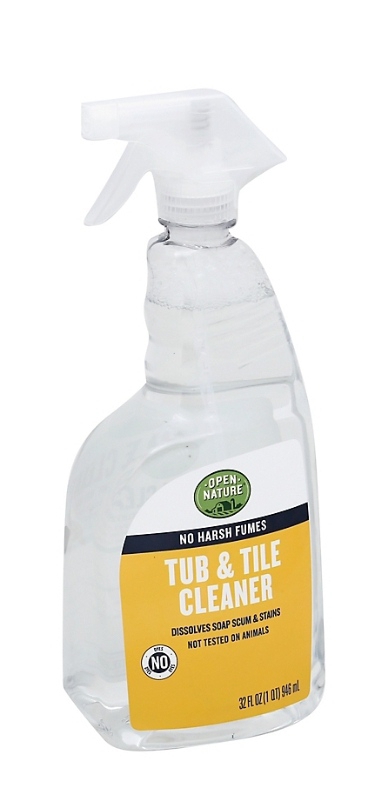 OPEN
NATURE
NO HARSH FUMES
TUB & TILE
CLEANER
DISSOLVES SOAP SCUM & STAINS
NOT TESTED ON ANIMALS
NO
32 FL OZ (1 QT) 946 mL